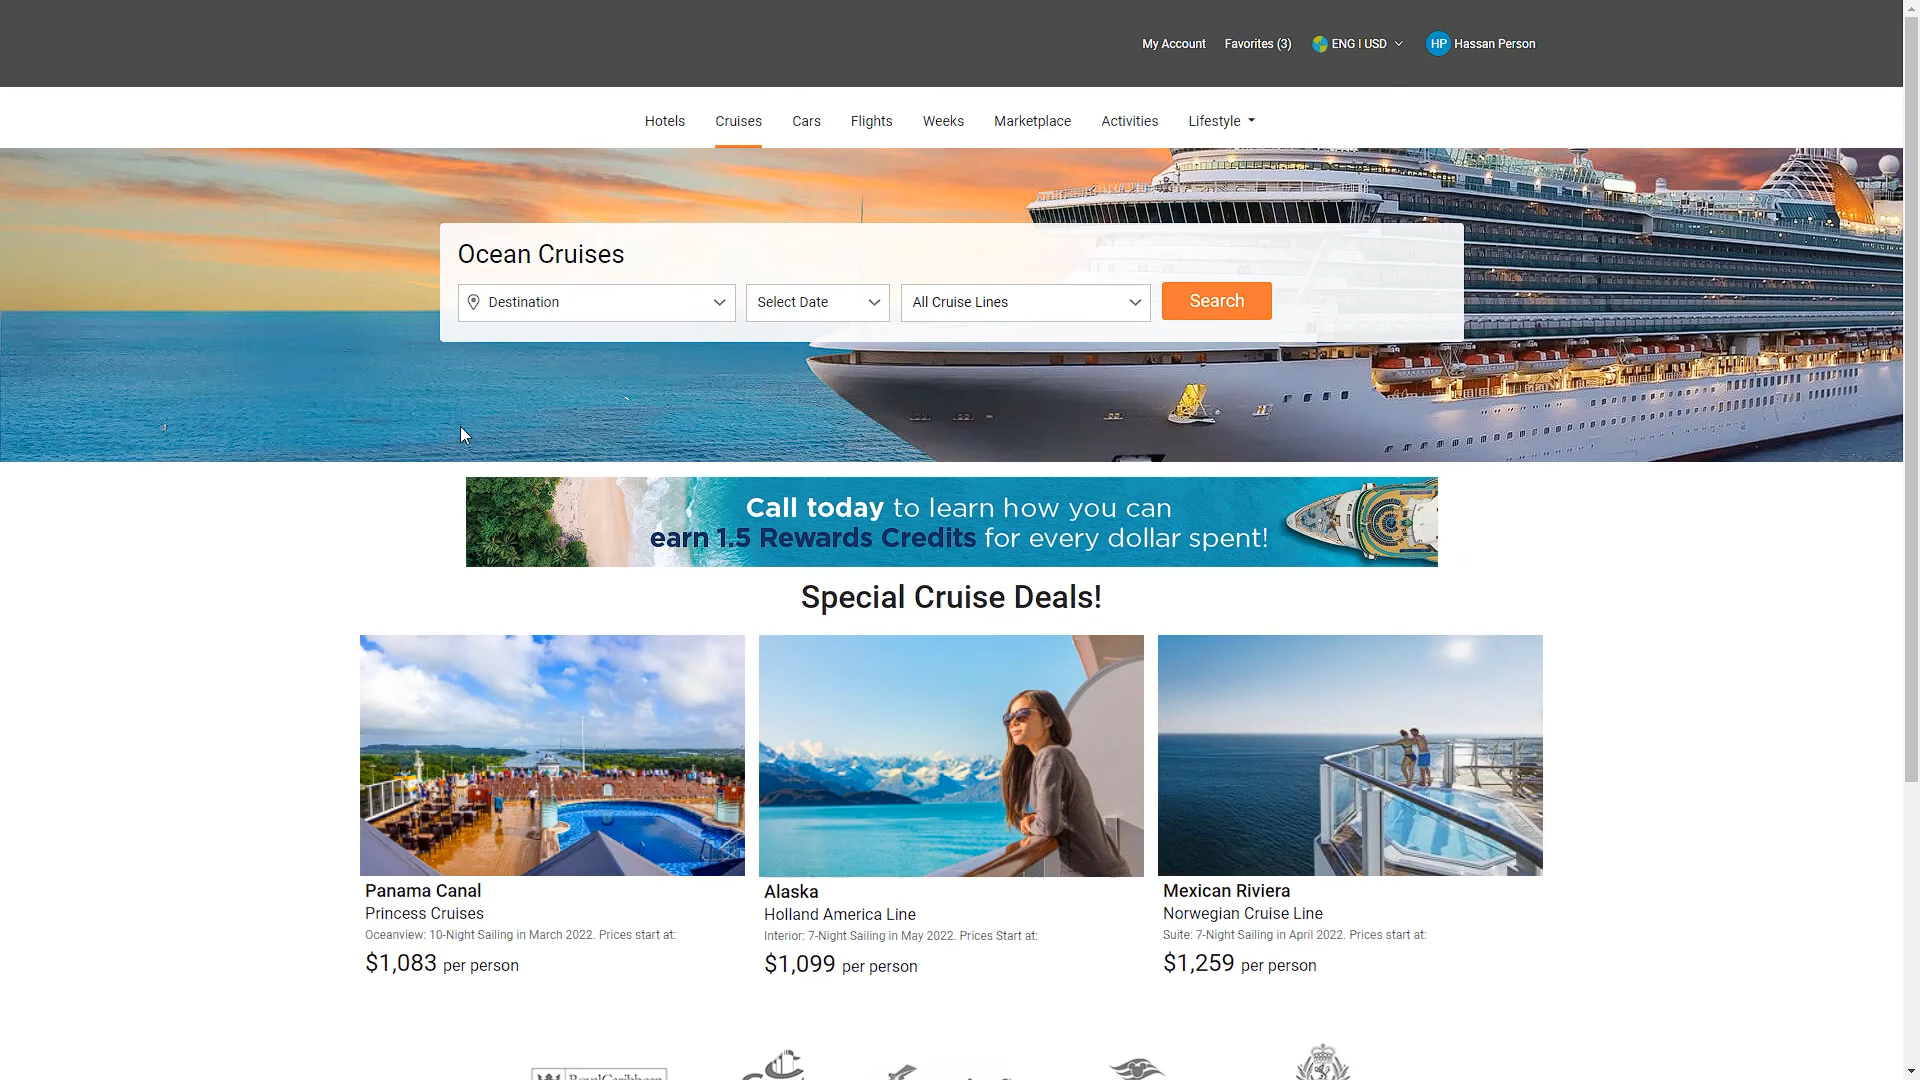 My Account Favorites (3) ENG | USD HP Hassan Person
Hotels Cruises Cars Flights Weeks Marketplace Activities Lifestyle
Ocean Cruises
Destination Select Date All Cruise Lines Search
Call today to learn how you can
earn 1.5 Rewards Credits for every dollar spent!
Special Cruise Deals!
Panama Canal
Princess Cruises
Oceanview: 10-Night Sailing in March 2022. Prices start at:
$1,083 per person
Alaska
Holland America Line
Interior: 7-Night Sailing in May 2022. Prices Start at:
$1,099 per person
Mexican Riviera
Norwegian Cruise Line
Suite: 7-Night Sailing in April 2022. Prices start at:
$1,259 per person